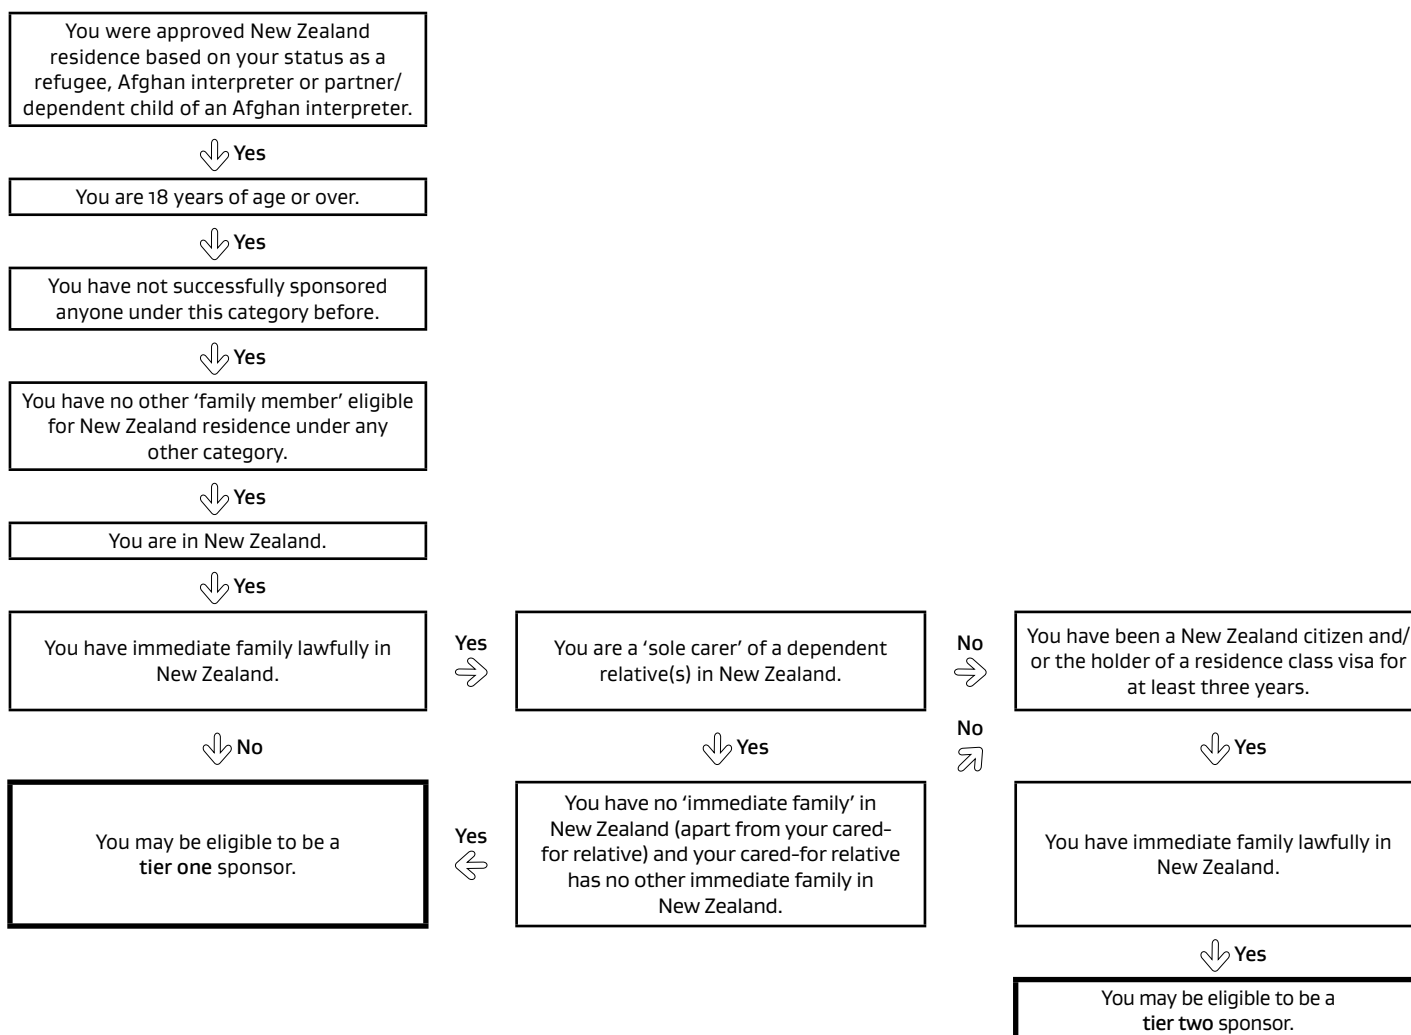 You were approved New Zealand
residence based on your status as a
refugee, Afghan interpreter or partner/
dependent child of an Afghan interpreter.
Yes
You are 18 years of age or over.
Yes
You have not successfully sponsored
anyone under this category before.
Yes
You have no other ‘family member’ eligible
for New Zealand residence under any
other category.
Yes
You are in New Zealand.
Yes
You have immediate family lawfully in
New Zealand.
Yes
You are a ‘sole carer’ of a dependent
relative(s) in New Zealand.
No
You have been a New Zealand citizen and/
or the holder of a residence class visa for
at least three years.
No
Yes
No
Yes
You may be eligible to be a
tier one sponsor.
Yes
You have no ‘immediate family’ in
New Zealand (apart from your cared-
for relative) and your cared-for relative
has no other immediate family in
New Zealand.
You have immediate family lawfully in
New Zealand.
Yes
You may be eligible to be a
tier two sponsor.